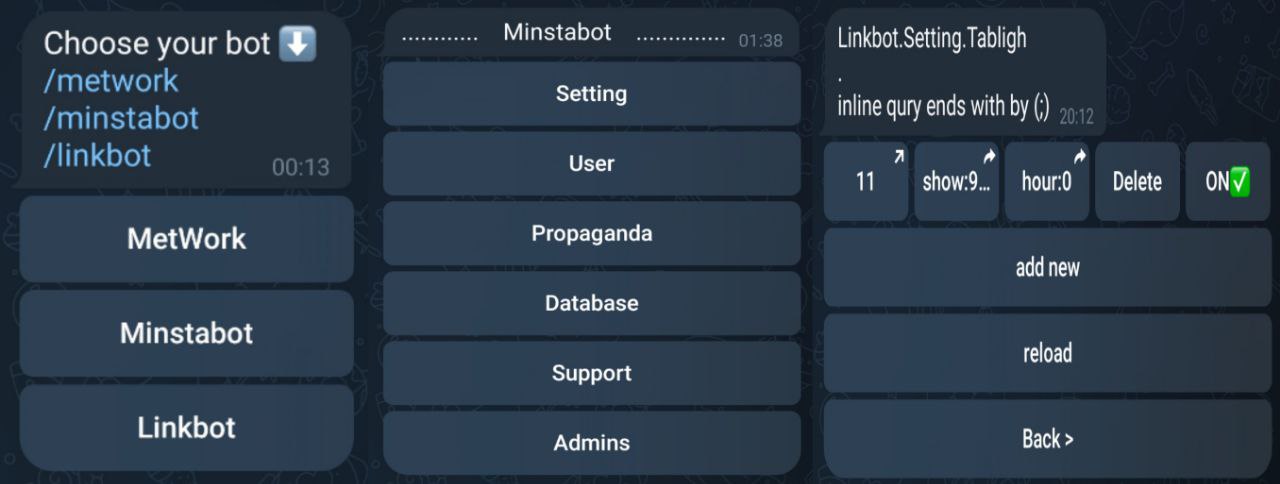 Choose your bot ⬇️
/metwork
/minstabot
/linkbot
00:13
MetWork
Minstabot
Linkbot
............ Minstabot ..............
01:38
Setting
User
Propaganda
Database
Support
Admins
Linkbot.Setting.Tabligh
.
inline qury ends with by (;)
20:12
11 show:9... hour:0 Delete ON✅
add new
reload
Back >